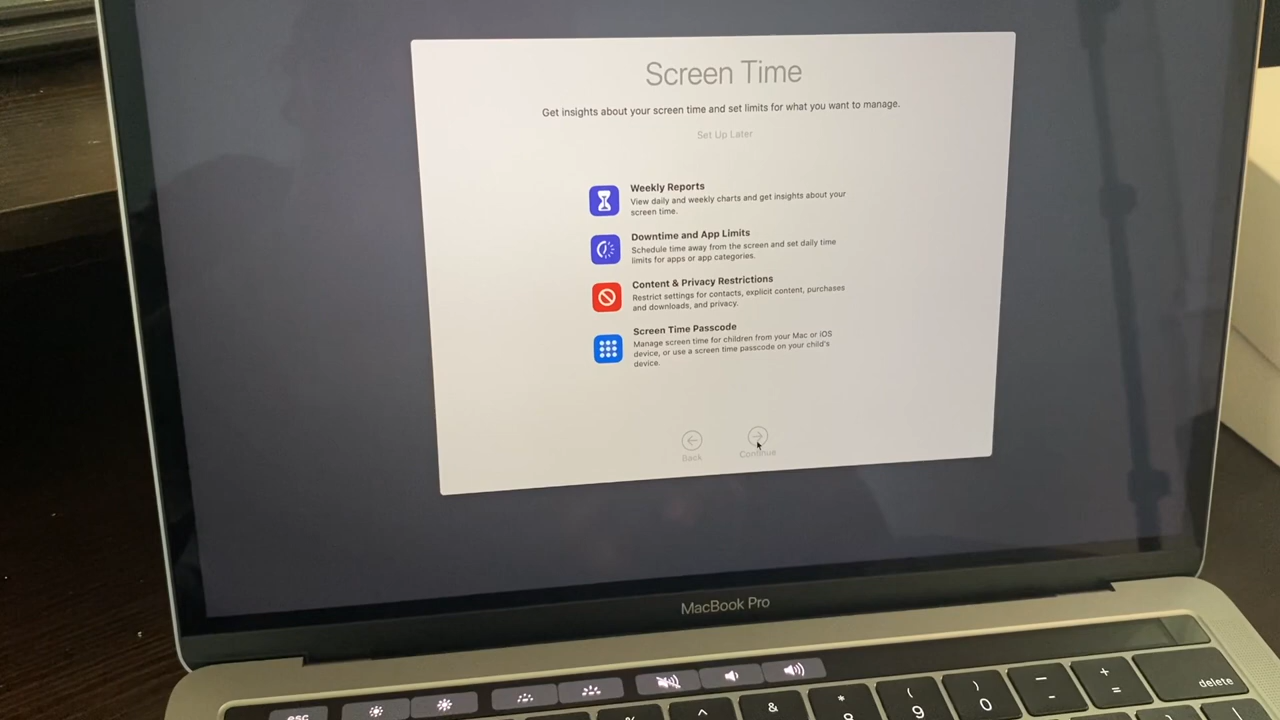 Screen Time
Get insights about your screen time and set limits for what you want to manage.
Set Up Later
Weekly Reports
View daily and weekly charts and get insights about your
screen time.
Downtime and App Limits
Schedule time away from the screen and set daily time
limits for apps or app categories.
Content & Privacy Restrictions
Restrict settings for contacts, explicit content, purchases
and downloads, and privacy.
Screen Time Passcode
Manage screen time for children from your Mac or iOS
device, or use a screen time passcode on your child's
device.
Back
Continue
MacBook Pro
esc
^
&
*
8
(
9
)
0
—
-
+
=
delete